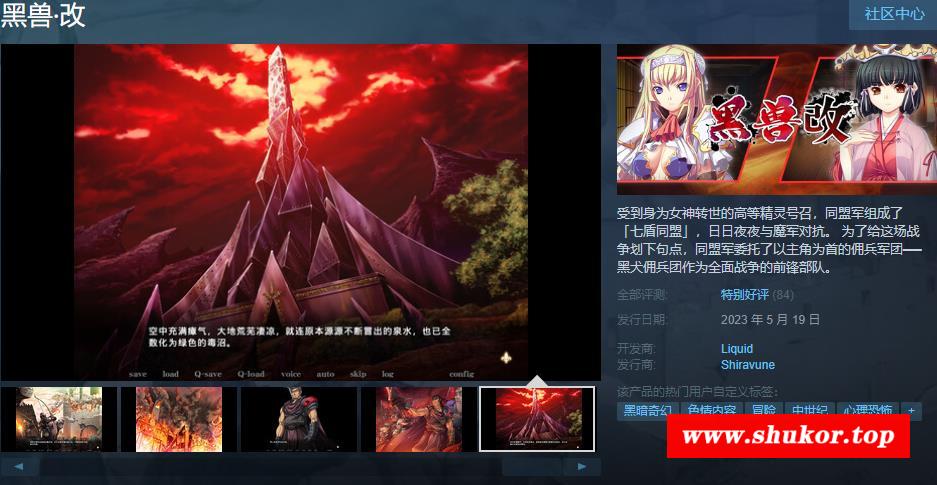 黑兽·改
社区中心
空中充满瘴气，大地荒芜凄凉，就连原本源源不断冒出的泉水，也已全
数化为绿色的毒沼。
save load Q-save Q-load voice auto skip log config
黑兽改
受到身为女神转世的高等精灵号召，同盟军组成了
「七盾同盟」，日日夜夜与魔军对抗。 为了给这场战
争划下句点，同盟军委托了以主角为首的佣兵军团——
黑犬佣兵团作为全面战争的前锋部队。
全部评测: 特别好评 (84)
发行日期: 2023 年 5 月 19 日
开发商: Liquid
发行商: Shiravune
该产品的热门用户自定义标签:
黑暗奇幻 色情内容 冒险 中世纪 心理恐怖 +
www.shukor.top